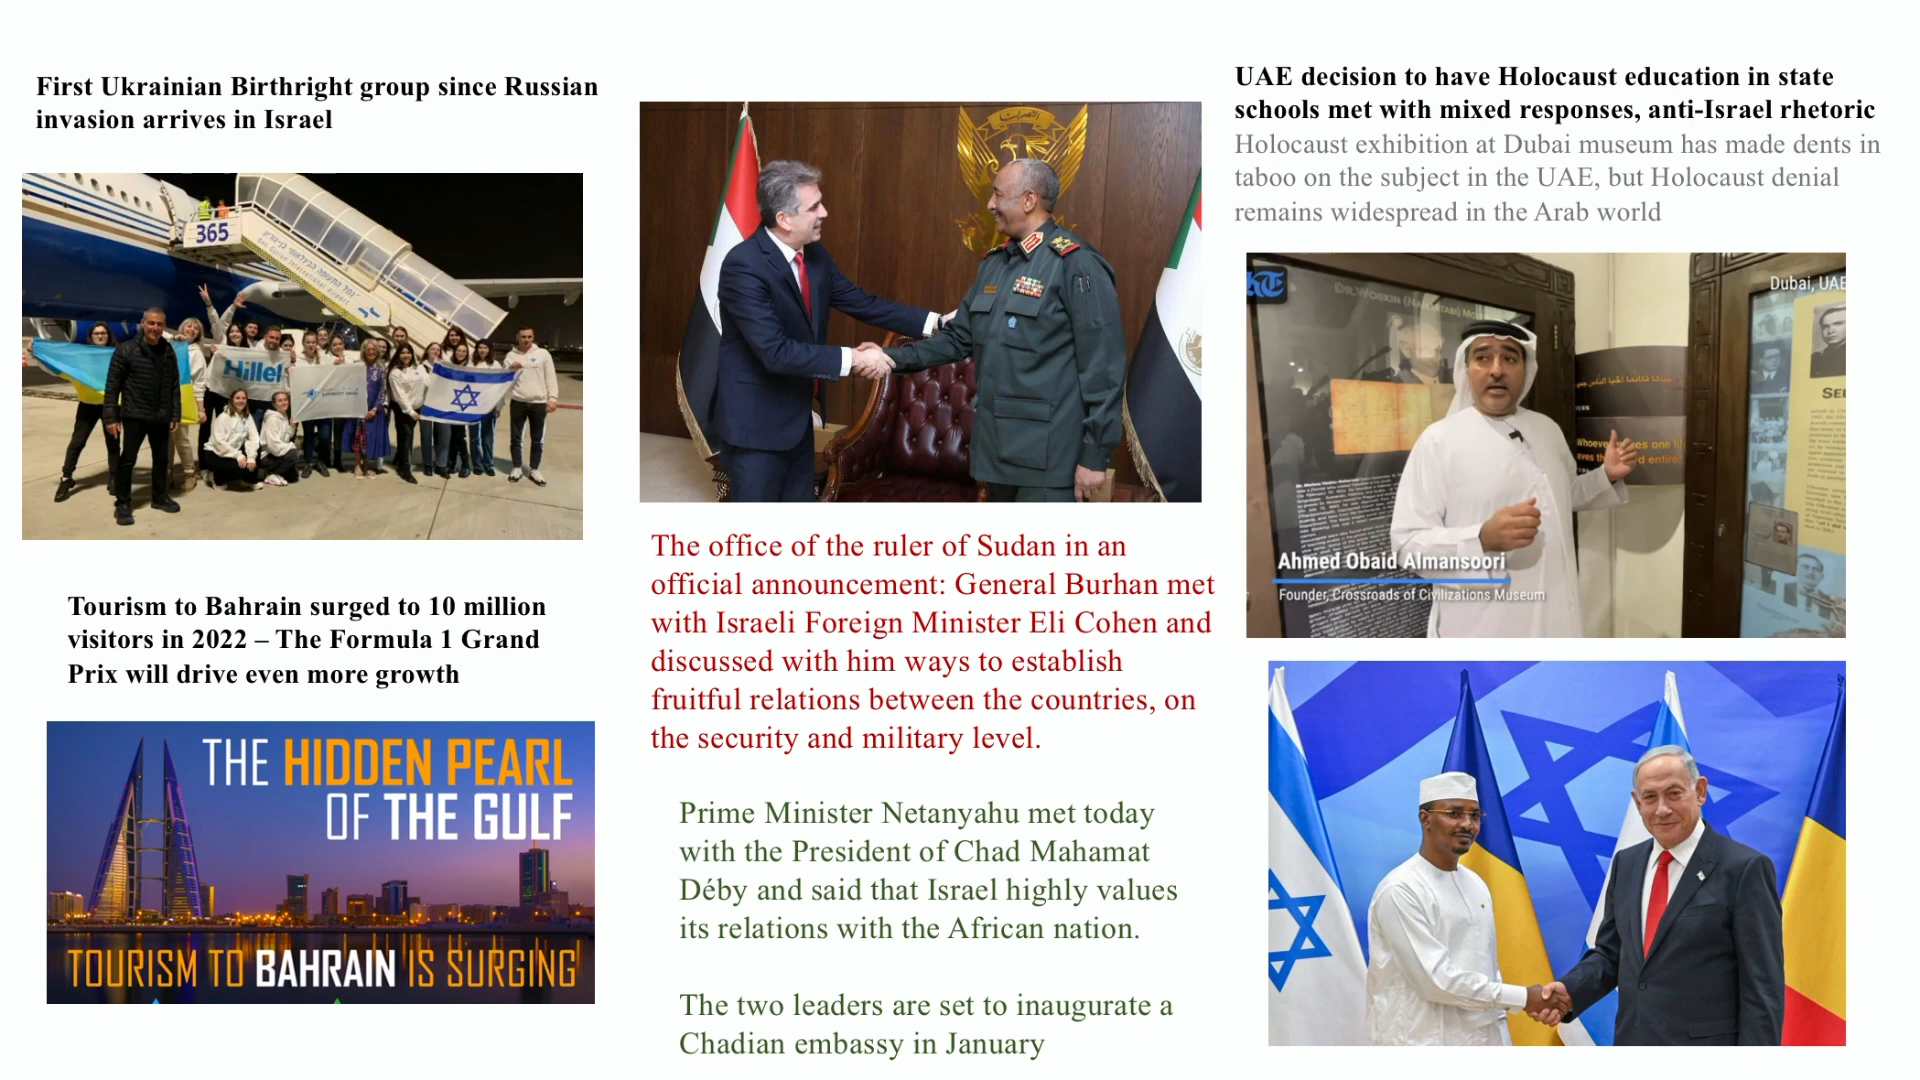 First Ukrainian Birthright group since Russian
invasion arrives in Israel
365
Hillel
Tourism to Bahrain surged to 10 million
visitors in 2022 – The Formula 1 Grand
Prix will drive even more growth
THE HIDDEN PEARL
OF THE GULF
TOURISM TO BAHRAIN IS SURGING
The office of the ruler of Sudan in an
official announcement: General Burhan met
with Israeli Foreign Minister Eli Cohen and
discussed with him ways to establish
fruitful relations between the countries, on
the security and military level.
Prime Minister Netanyahu met today
with the President of Chad Mahamat
Déby and said that Israel highly values
its relations with the African nation.
The two leaders are set to inaugurate a
Chadian embassy in January
UAE decision to have Holocaust education in state
schools met with mixed responses, anti-Israel rhetoric
Holocaust exhibition at Dubai museum has made dents in
taboo on the subject in the UAE, but Holocaust denial
remains widespread in the Arab world
KT
Dubai, UAE
Whoever saves one
Ahmed Obaid Almansoori
Founder, Crossroads of Civilizations Museum